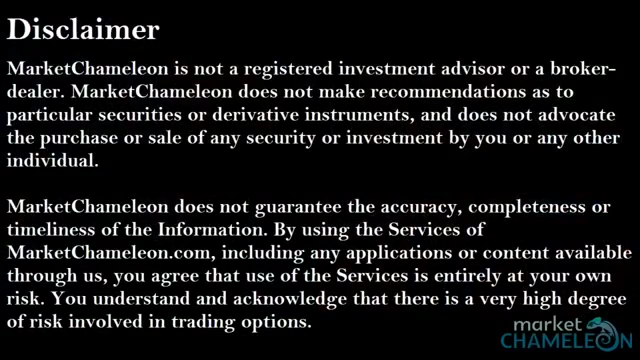 Disclaimer
MarketChameleon is not a registered investment advisor or a broker-
dealer. MarketChameleon does not make recommendations as to
particular securities or derivative instruments, and does not advocate
the purchase or sale of any security or investment by you or any other
individual.
MarketChameleon does not guarantee the accuracy, completeness or
timeliness of the Information. By using the Services of
MarketChameleon.com, including any applications or content available
through us, you agree that use of the Services is entirely at your own
risk. You understand and acknowledge that there is a very high degree
of risk involved in trading options.
market
CHAMELEON